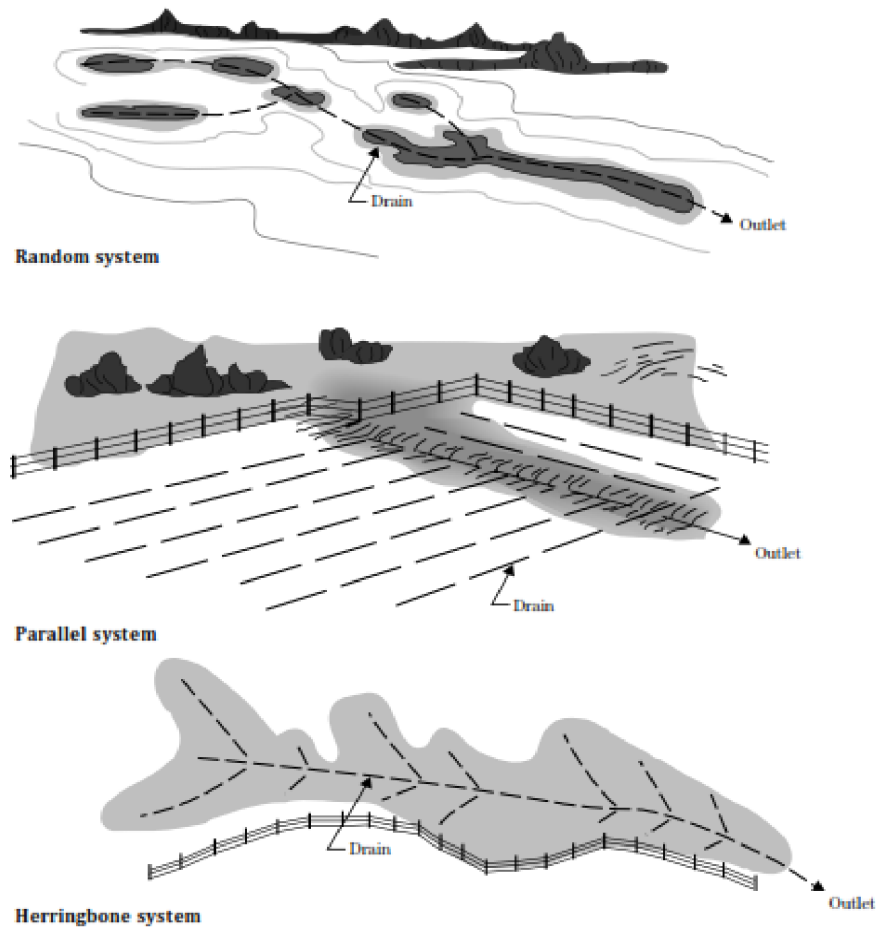 Drain
Outlet
Random system
Outlet
Drain
Parallel system
Drain
Outlet
Herringbone system